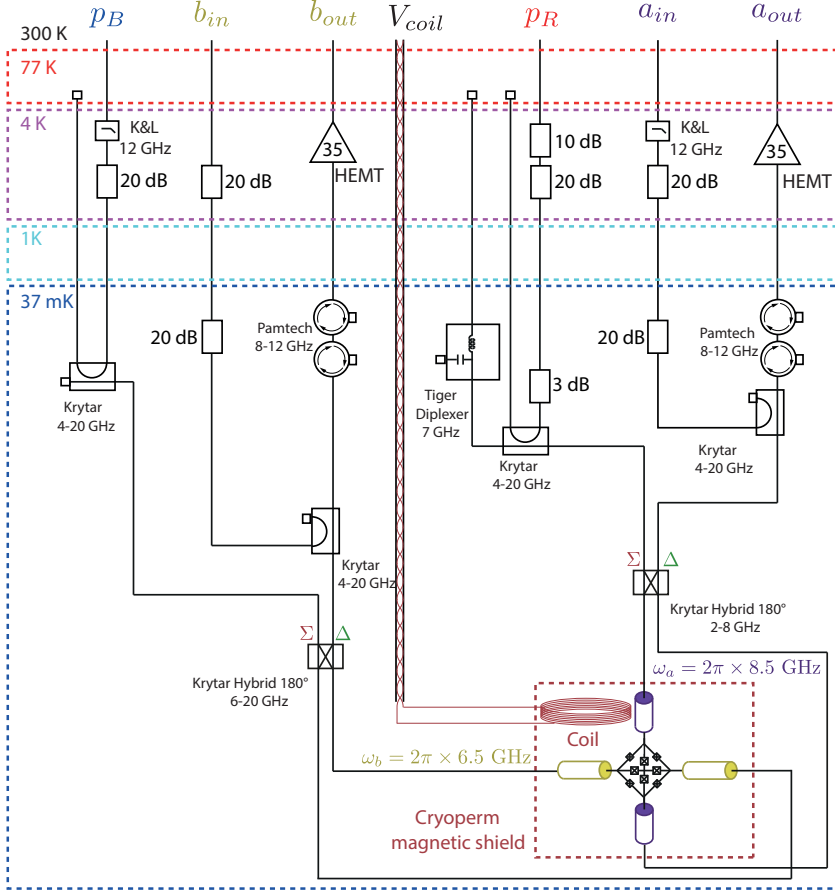 p_B
b_in
b_out
V_coil
p_R
a_in
a_out
300 K
77 K
4 K
K&L
12 GHz
20 dB
20 dB
35
HEMT
10 dB
20 dB
K&L
12 GHz
20 dB
35
HEMT
1K
37 mK
20 dB
Pamtech
8-12 GHz
Krytar
4-20 GHz
Tiger
Diplexer
7 GHz
3 dB
Krytar
4-20 GHz
20 dB
Pamtech
8-12 GHz
Krytar
4-20 GHz
Krytar
4-20 GHz
Σ Δ
Krytar Hybrid 180°
6-20 GHz
Σ Δ
Krytar Hybrid 180°
2-8 GHz
ω_a = 2π × 8.5 GHz
Coil
ω_b = 2π × 6.5 GHz
Cryoperm
magnetic shield